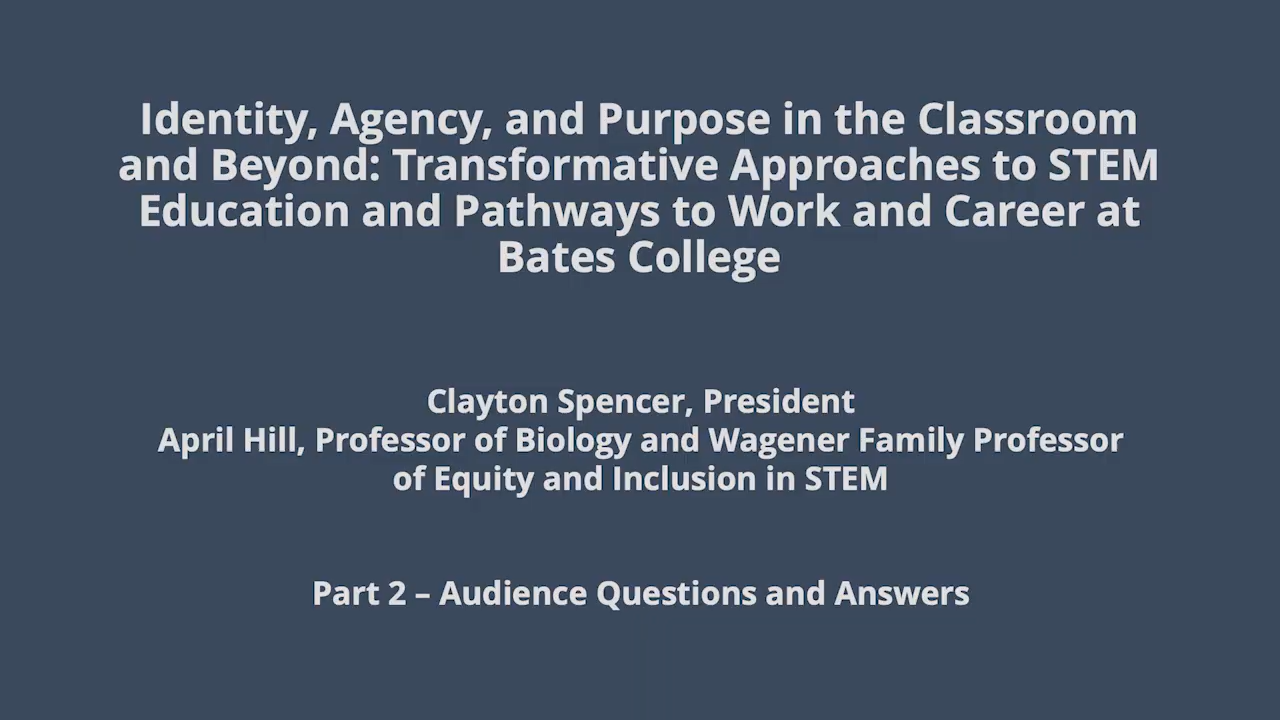 Identity, Agency, and Purpose in the Classroom
and Beyond: Transformative Approaches to STEM
Education and Pathways to Work and Career at
Bates College
Clayton Spencer, President
April Hill, Professor of Biology and Wagener Family Professor
of Equity and Inclusion in STEM
Part 2 – Audience Questions and Answers